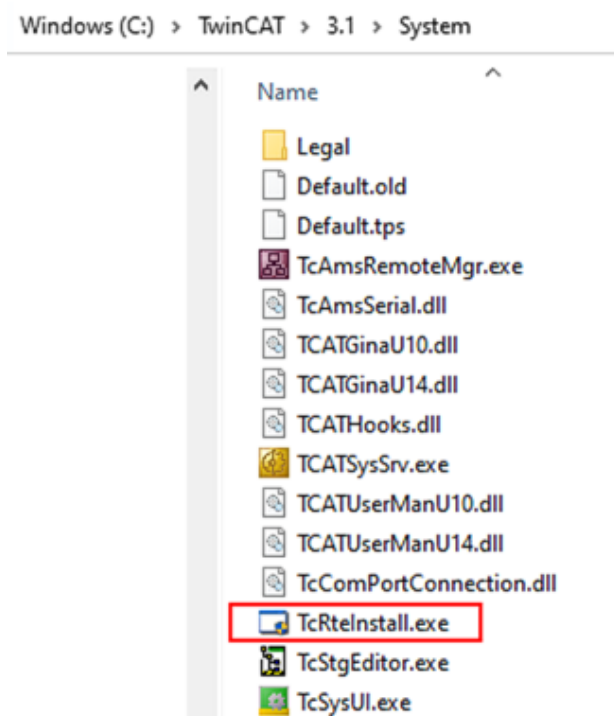 Windows (C:) > TwinCAT > 3.1 > System
Name
Legal
Default.old
Default.tps
TcAmsRemoteMgr.exe
TcAmsSerial.dll
TCATGinaU10.dll
TCATGinaU14.dll
TCATHooks.dll
TCATSysSrv.exe
TCATUserManU10.dll
TCATUserManU14.dll
TcComPortConnection.dll
TcRteInstall.exe
TcStgEditor.exe
TcSysUI.exe